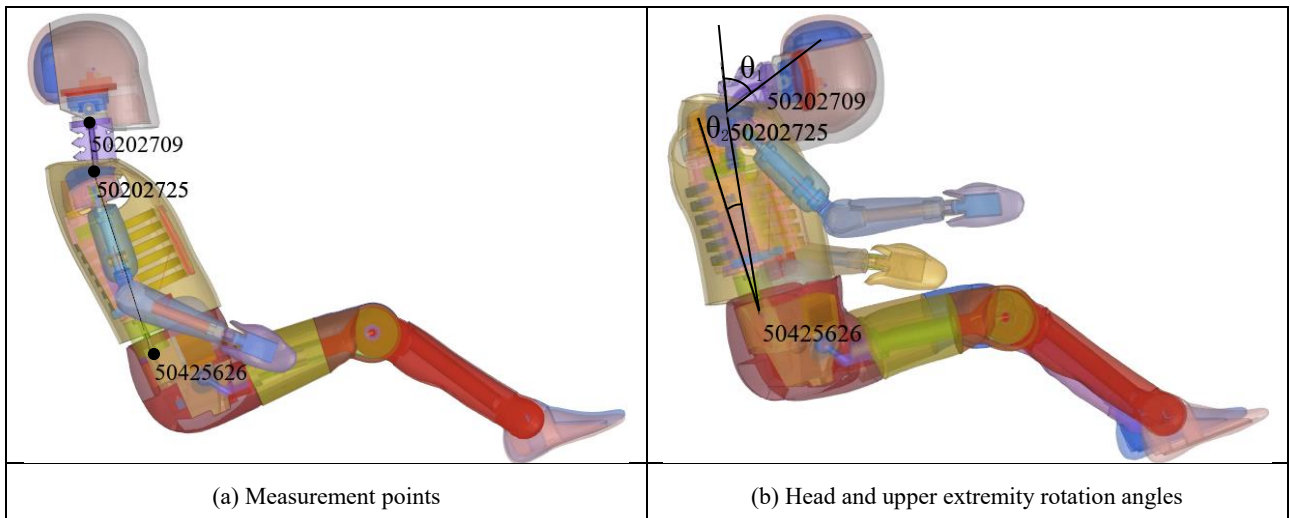 50202709
50202725
50425626
(a) Measurement points
θ1
50202709
θ2
50202725
50425626
(b) Head and upper extremity rotation angles